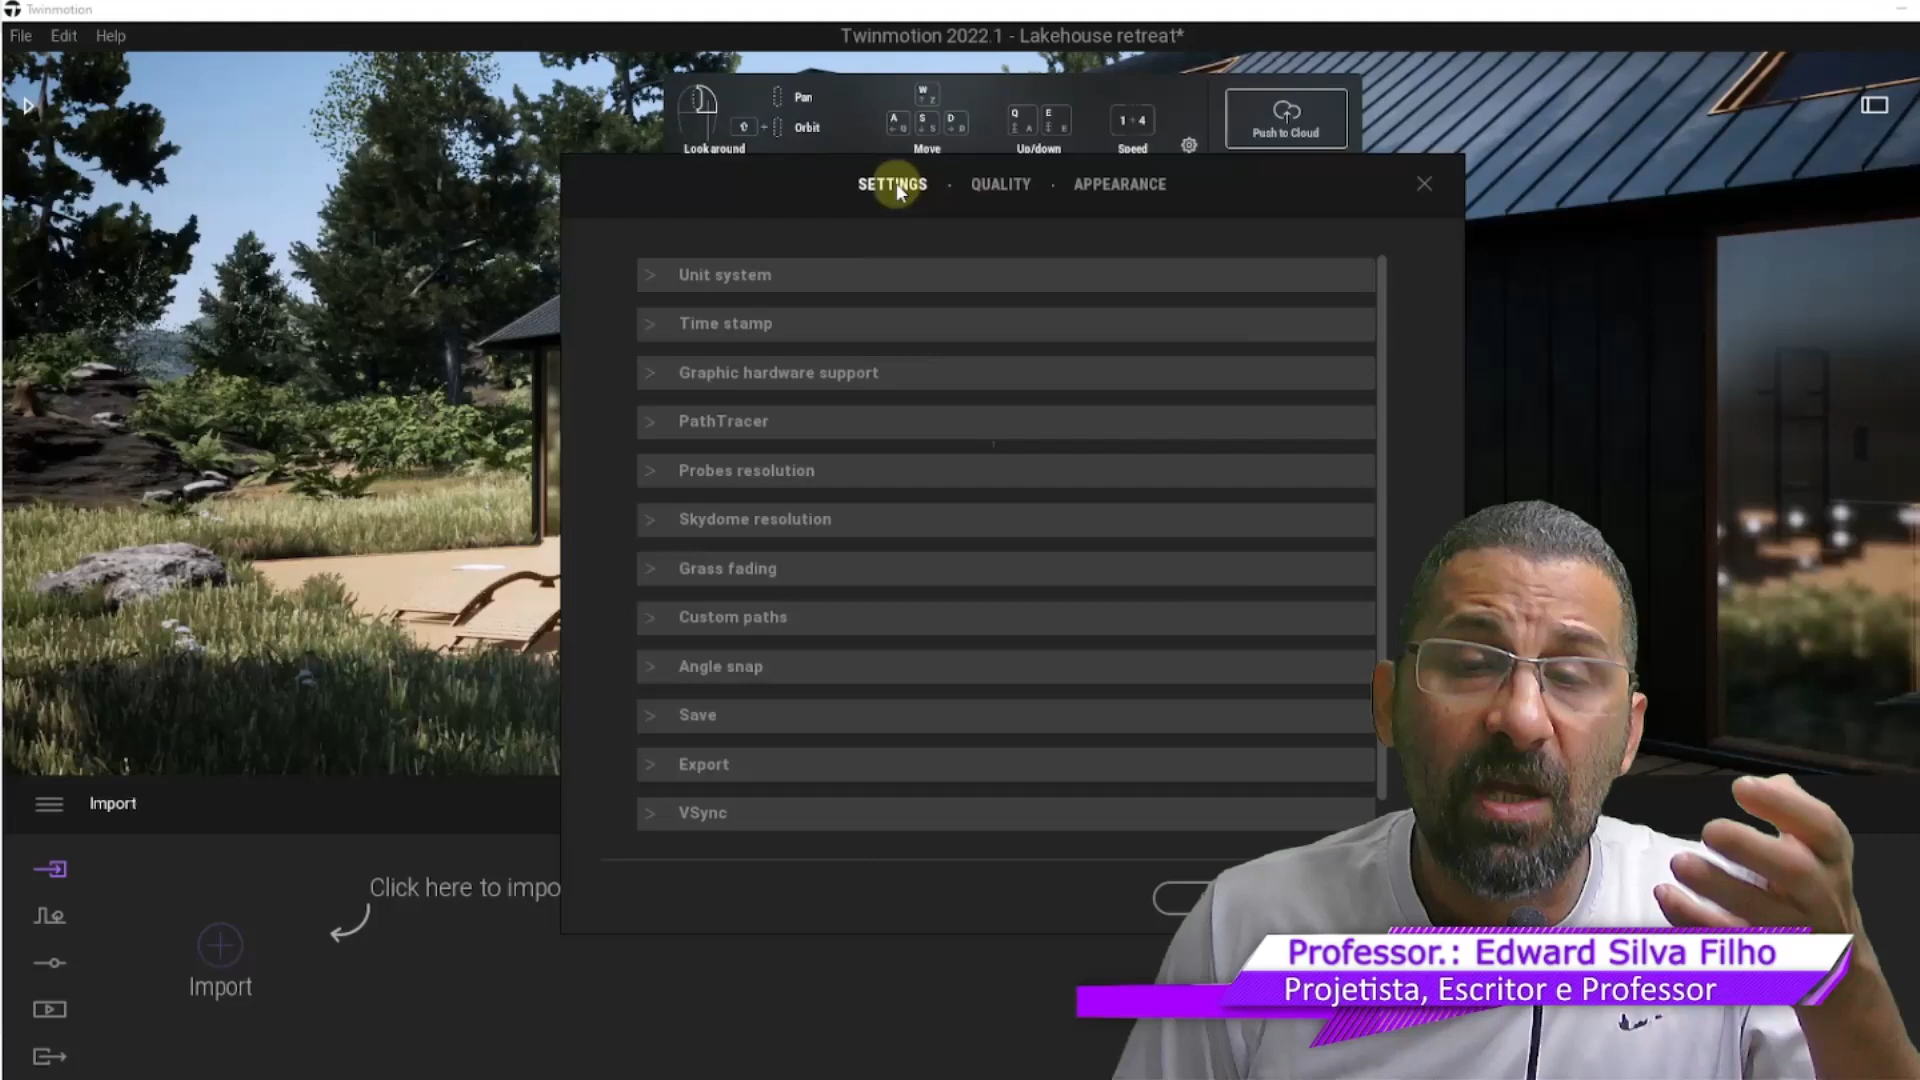 Twinmotion
File Edit Help
Twinmotion 2022.1 - Lakehouse retreat*
Pan
Orbit
Look around
W
Z
A
Q
S
S
D
D
Move
Q
A
E
E
Up/down
1 ÷ 4
Speed
Push to Cloud
SETTINGS · QUALITY · APPEARANCE
> Unit system
> Time stamp
> Graphic hardware support
> PathTracer
> Probes resolution
> Skydome resolution
> Grass fading
> Custom paths
> Angle snap
> Save
> Export
> VSync
Import
Click here to impo
Import
Professor.: Edward Silva Filho
Projetista, Escritor e Professor